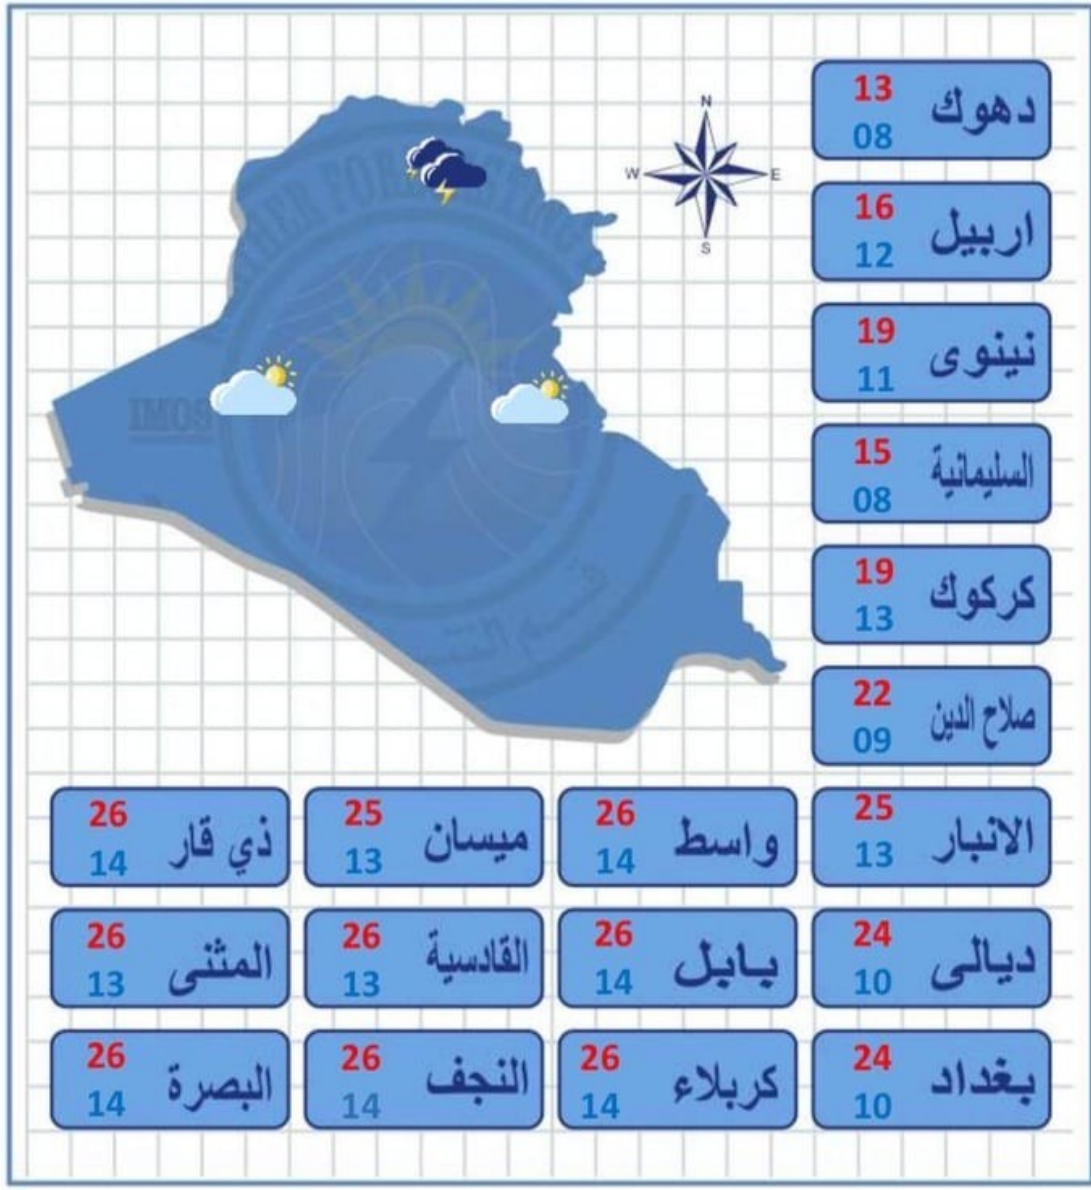 N
W E
S
IMOS
دهوك 13 08
اربيل 16 12
نينوى 19 11
السليمانية 15 08
كركوك 19 13
صلاح الدين 22 09
الانبار 25 13
واسط 26 14
ميسان 25 13
ذي قار 26 14
ديالى 24 10
بابل 26 14
القادسية 26 13
المثنى 26 13
بغداد 24 10
كربلاء 26 14
النجف 26 14
البصرة 26 14